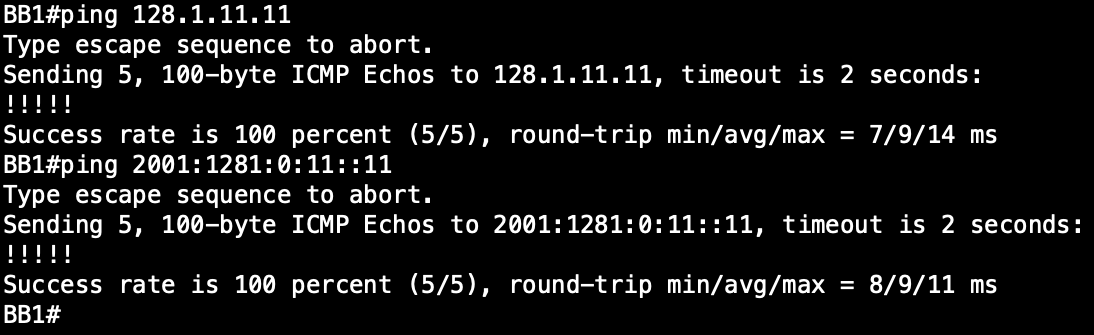 BB1#ping 128.1.11.11
Type escape sequence to abort.
Sending 5, 100-byte ICMP Echos to 128.1.11.11, timeout is 2 seconds:
!!!!!
Success rate is 100 percent (5/5), round-trip min/avg/max = 7/9/14 ms
BB1#ping 2001:1281:0:11::11
Type escape sequence to abort.
Sending 5, 100-byte ICMP Echos to 2001:1281:0:11::11, timeout is 2 seconds:
!!!!!
Success rate is 100 percent (5/5), round-trip min/avg/max = 8/9/11 ms
BB1#